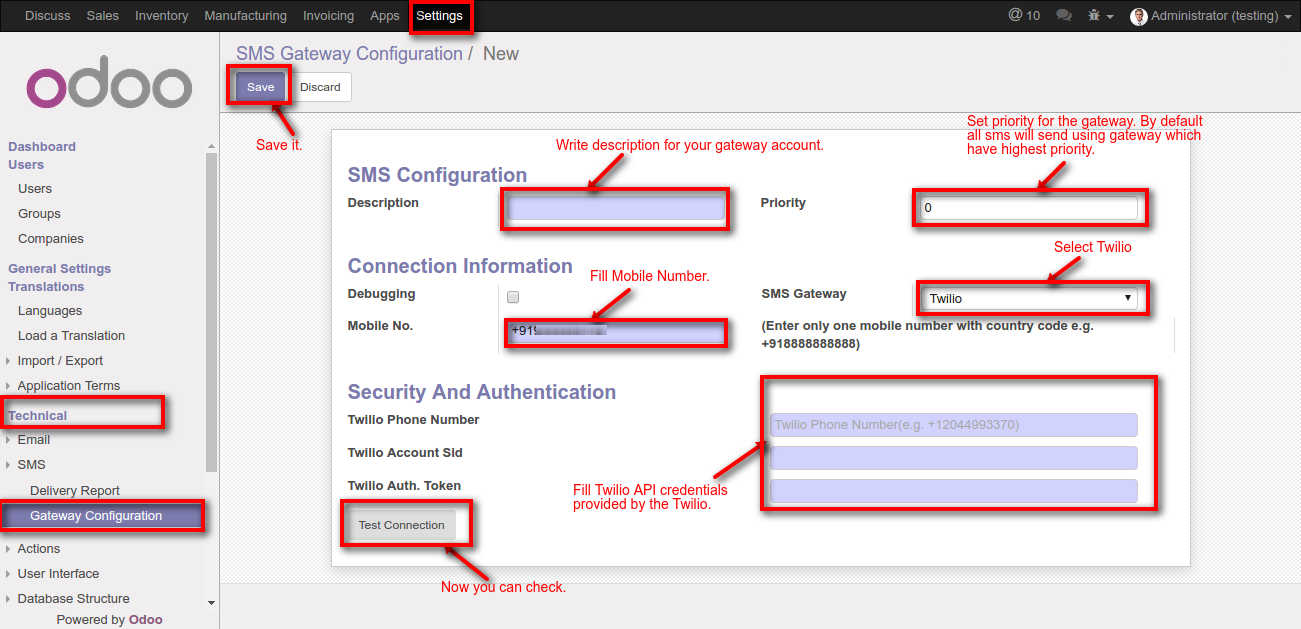 Discuss Sales Inventory Manufacturing Invoicing Apps Settings
@ 10 Administrator (testing)
odoo
Dashboard
Users
Users
Groups
Companies
General Settings
Translations
Languages
Load a Translation
Import / Export
Application Terms
Technical
Email
SMS
Delivery Report
Gateway Configuration
Actions
User Interface
Database Structure
Powered by Odoo
SMS Gateway Configuration / New
Save Discard
Save it.
Write description for your gateway account.
Set priority for the gateway. By default
all sms will send using gateway which
have highest priority.
SMS Configuration
Description
Priority 0
Select Twilio
Connection Information
Fill Mobile Number.
Debugging
SMS Gateway Twilio
Mobile No. +919
(Enter only one mobile number with country code e.g.
+918888888888)
Security And Authentication
Twilio Phone Number Twilio Phone Number(e.g. +12044993370)
Twilio Account Sid
Twilio Auth. Token
Fill Twilio API credentials
provided by the Twilio.
Test Connection
Now you can check.